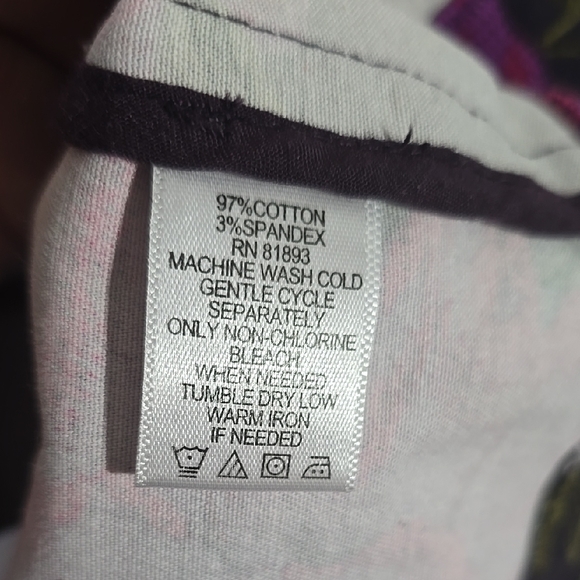 97%COTTON
3%SPANDEX
RN 81893
MACHINE WASH COLD
GENTLE CYCLE
SEPARATELY
ONLY NON-CHLORINE
BLEACH
WHEN NEEDED
TUMBLE DRY LOW
WARM IRON
IF NEEDED